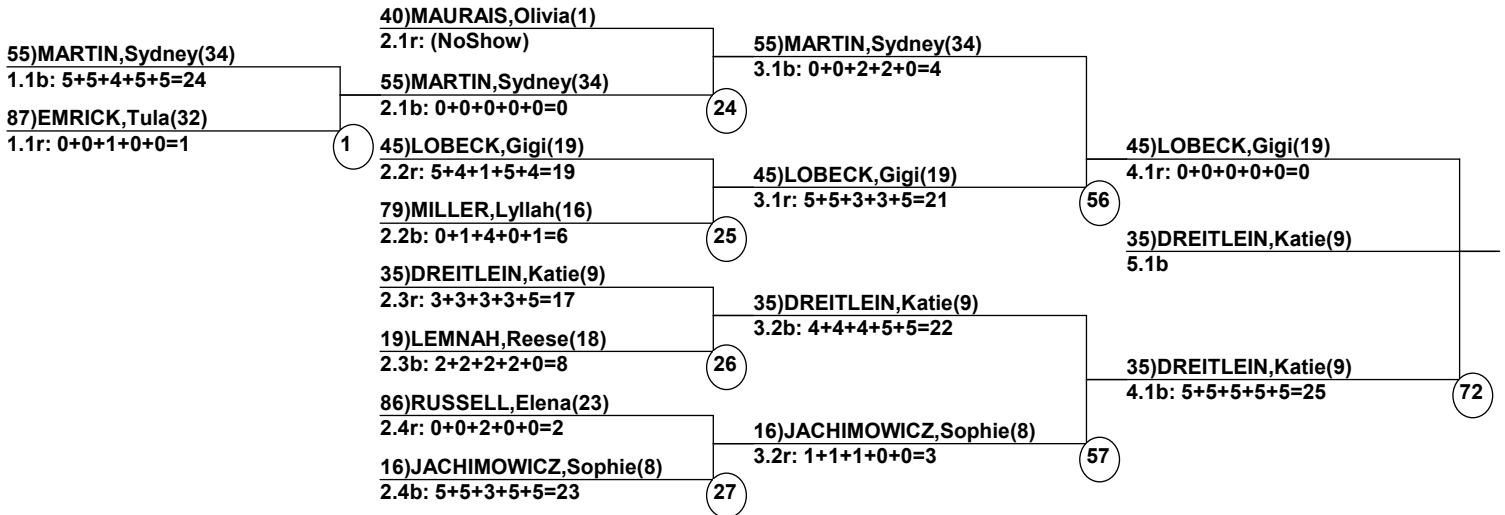 55)MARTIN,Sydney(34)
1.1b: 5+5+4+5+5=24
87)EMRICK,Tula(32)
1.1r: 0+0+1+0+0=1
1
40)MAURAIS,Olivia(1)
2.1r: (NoShow)
55)MARTIN,Sydney(34)
2.1b: 0+0+0+0+0=0
24
45)LOBECK,Gigi(19)
2.2r: 5+4+1+5+4=19
79)MILLER,Lyllah(16)
2.2b: 0+1+4+0+1=6
25
35)DREITLEIN,Katie(9)
2.3r: 3+3+3+3+5=17
19)LEMNAH,Reese(18)
2.3b: 2+2+2+2+0=8
26
86)RUSSELL,Elena(23)
2.4r: 0+0+2+0+0=2
16)JACHIMOWICZ,Sophie(8)
2.4b: 5+5+3+5+5=23
27
55)MARTIN,Sydney(34)
3.1b: 0+0+2+2+0=4
45)LOBECK,Gigi(19)
3.1r: 5+5+3+3+5=21
56
35)DREITLEIN,Katie(9)
3.2b: 4+4+4+5+5=22
16)JACHIMOWICZ,Sophie(8)
3.2r: 1+1+1+0+0=3
57
45)LOBECK,Gigi(19)
4.1r: 0+0+0+0+0=0
35)DREITLEIN,Katie(9)
5.1b
35)DREITLEIN,Katie(9)
4.1b: 5+5+5+5+5=25
72